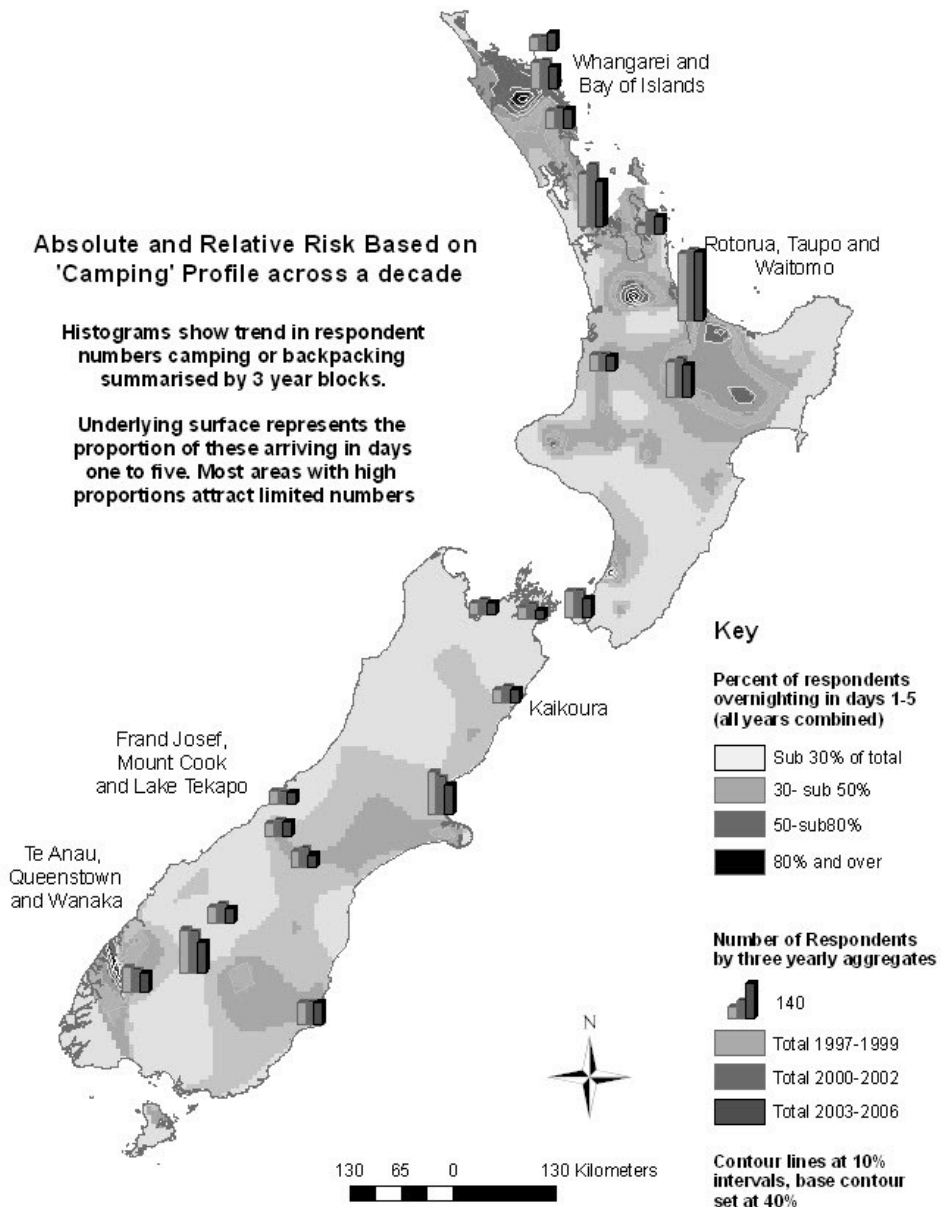 Whangarei and
Bay of Islands
Absolute and Relative Risk Based on
'Camping' Profile across a decade
Rotorua, Taupo and
Waitomo
Histograms show trend in respondent
numbers camping or backpacking
summarised by 3 year blocks.
Underlying surface represents the
proportion of these arriving in days
one to five. Most areas with high
proportions attract limited numbers
Kaikoura
Frand Josef,
Mount Cook
and Lake Tekapo
Te Anau,
Queenstown
and Wanaka
Key
Percent of respondents
overnighting in days 1-5
(all years combined)
Sub 30% of total
30- sub 50%
50-sub80%
80% and over
Number of Respondents
by three yearly aggregates
140
Total 1997-1999
Total 2000-2002
Total 2003-2006
Contour lines at 10%
intervals, base contour
set at 40%
N
130 65 0 130 Kilometers